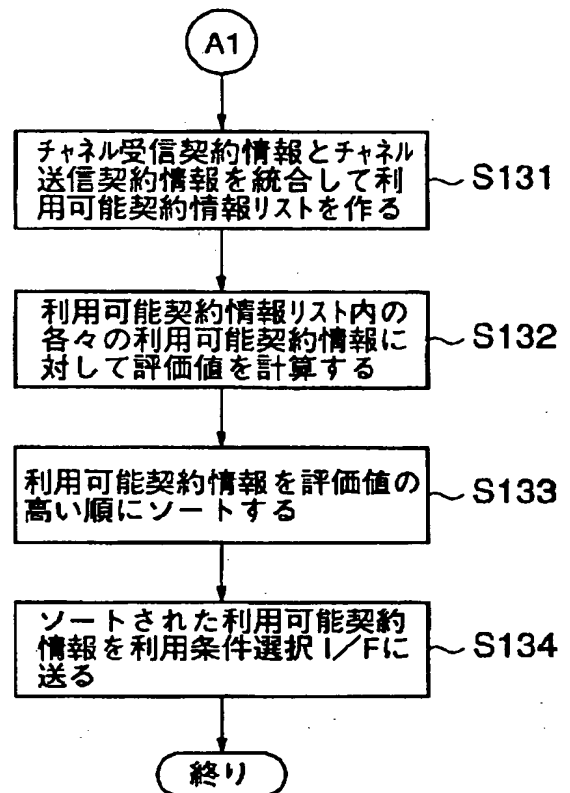 A1
チャネル受信契約情報とチャネル
送信契約情報を統合して利
用可能契約情報リストを作る
S131
利用可能契約情報リスト内の
各々の利用可能契約情報に
対して評価値を計算する
S132
利用可能契約情報を評価値の
高い順にソートする
S133
ソートされた利用可能契約
情報を利用条件選択I/Fに
送る
S134
終り